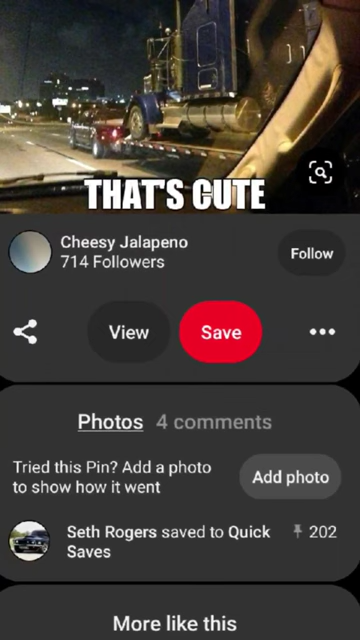 THAT'S CUTE
Cheesy Jalapeno
714 Followers
Follow
View
Save
Photos 4 comments
Tried this Pin? Add a photo
to show how it went
Add photo
Seth Rogers saved to Quick
Saves
202
More like this